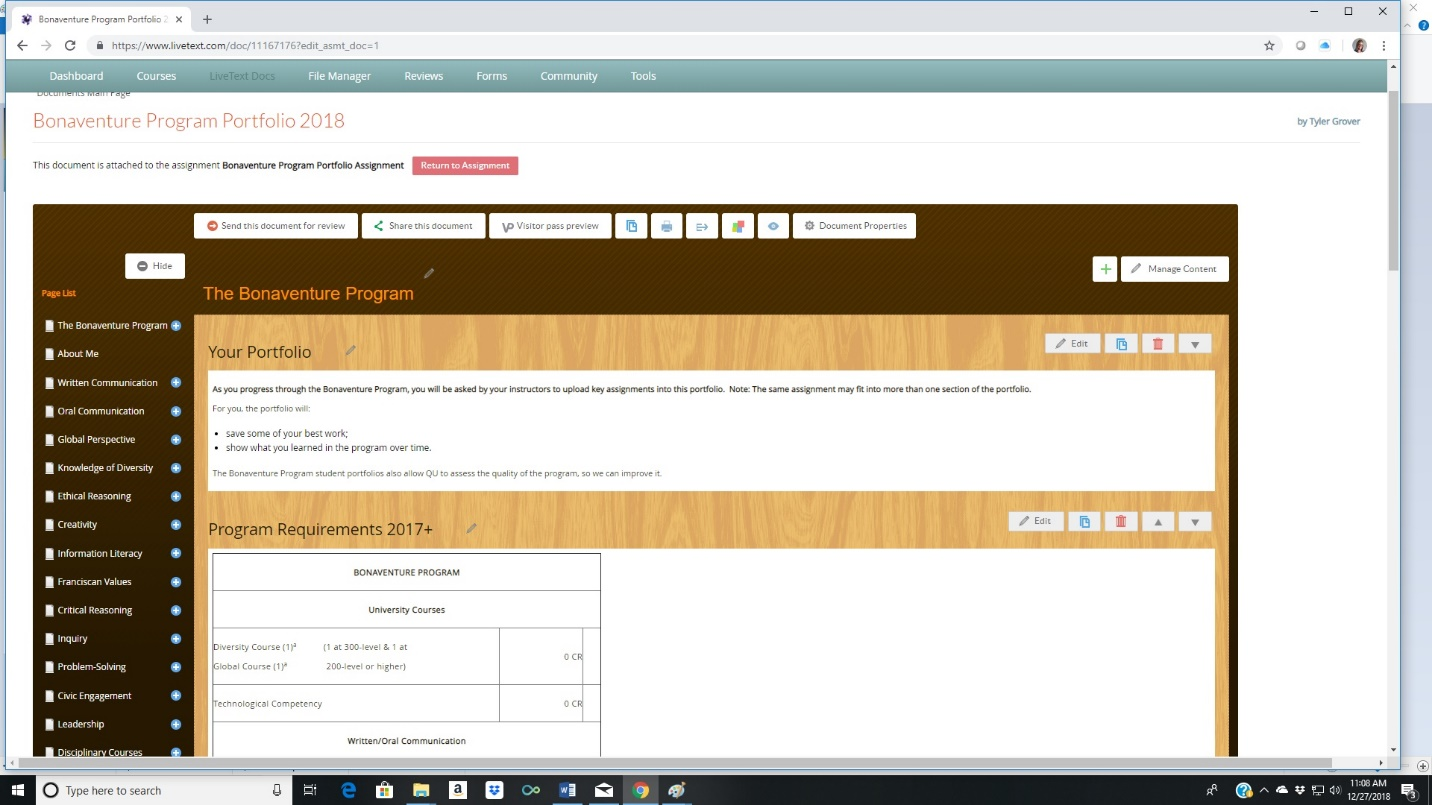 Bonaventure Program Portfolio 2
https://www.livetext.com/doc/11167176?edit_asmt_doc=1
Dashboard Courses LiveText Docs File Manager Reviews Forms Community Tools
Documents Main Page
Bonaventure Program Portfolio 2018
by Tyler Grover
This document is attached to the assignment Bonaventure Program Portfolio Assignment Return to Assignment
Send this document for review Share this document Visitor pass preview Document Properties
Hide
Manage Content
Page List
The Bonaventure Program
The Bonaventure Program
About Me
Written Communication
Oral Communication
Global Perspective
Knowledge of Diversity
Ethical Reasoning
Creativity
Information Literacy
Franciscan Values
Critical Reasoning
Inquiry
Problem-Solving
Civic Engagement
Leadership
Disciplinary Courses
Your Portfolio
Edit
As you progress through the Bonaventure Program, you will be asked by your instructors to upload key assignments into this portfolio. Note: The same assignment may fit into more than one section of the portfolio.
For you, the portfolio will:
• save some of your best work;
• show what you learned in the program over time.
The Bonaventure Program student portfolios also allow QU to assess the quality of the program, so we can improve it.
Program Requirements 2017+
Edit
BONAVENTURE PROGRAM
University Courses
Diversity Course (1)ª (1 at 300-level & 1 at
Global Course (1)ª 200-level or higher)
0 CR
Technological Competency 0 CR
Written/Oral Communication
Type here to search
11:08 AM
12/27/2018
3